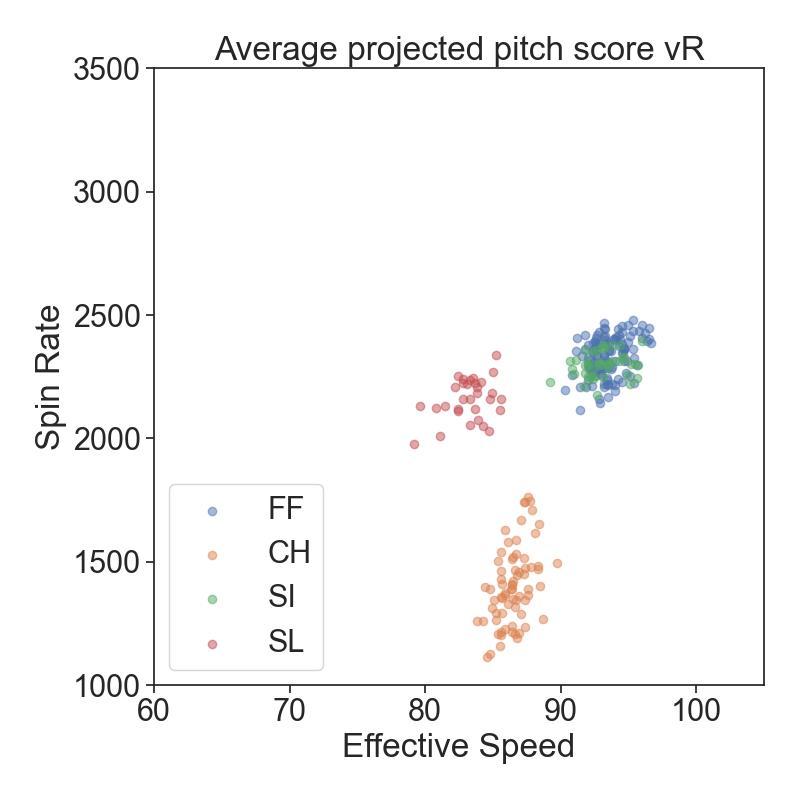 Average projected pitch score vR
3500
3000
2500
2000
1500
1000
Spin Rate
FF
CH
SI
SL
60 70 80 90 100
Effective Speed